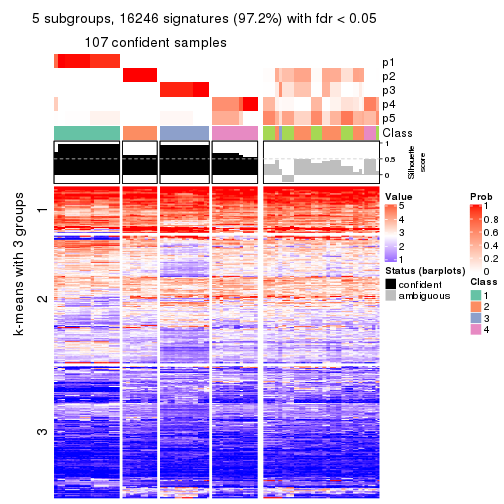 5 subgroups, 16246 signatures (97.2%) with fdr < 0.05
107 confident samples
p1
p2
p3
p4
p5
Class
1
0.5
0
Silhouette
score
k-means with 3 groups
1
2
3
Value
5
4
3
2
1
Status (barplots)
confident
ambiguous
Prob
1
0.8
0.6
0.4
0.2
0
Class
1
2
3
4